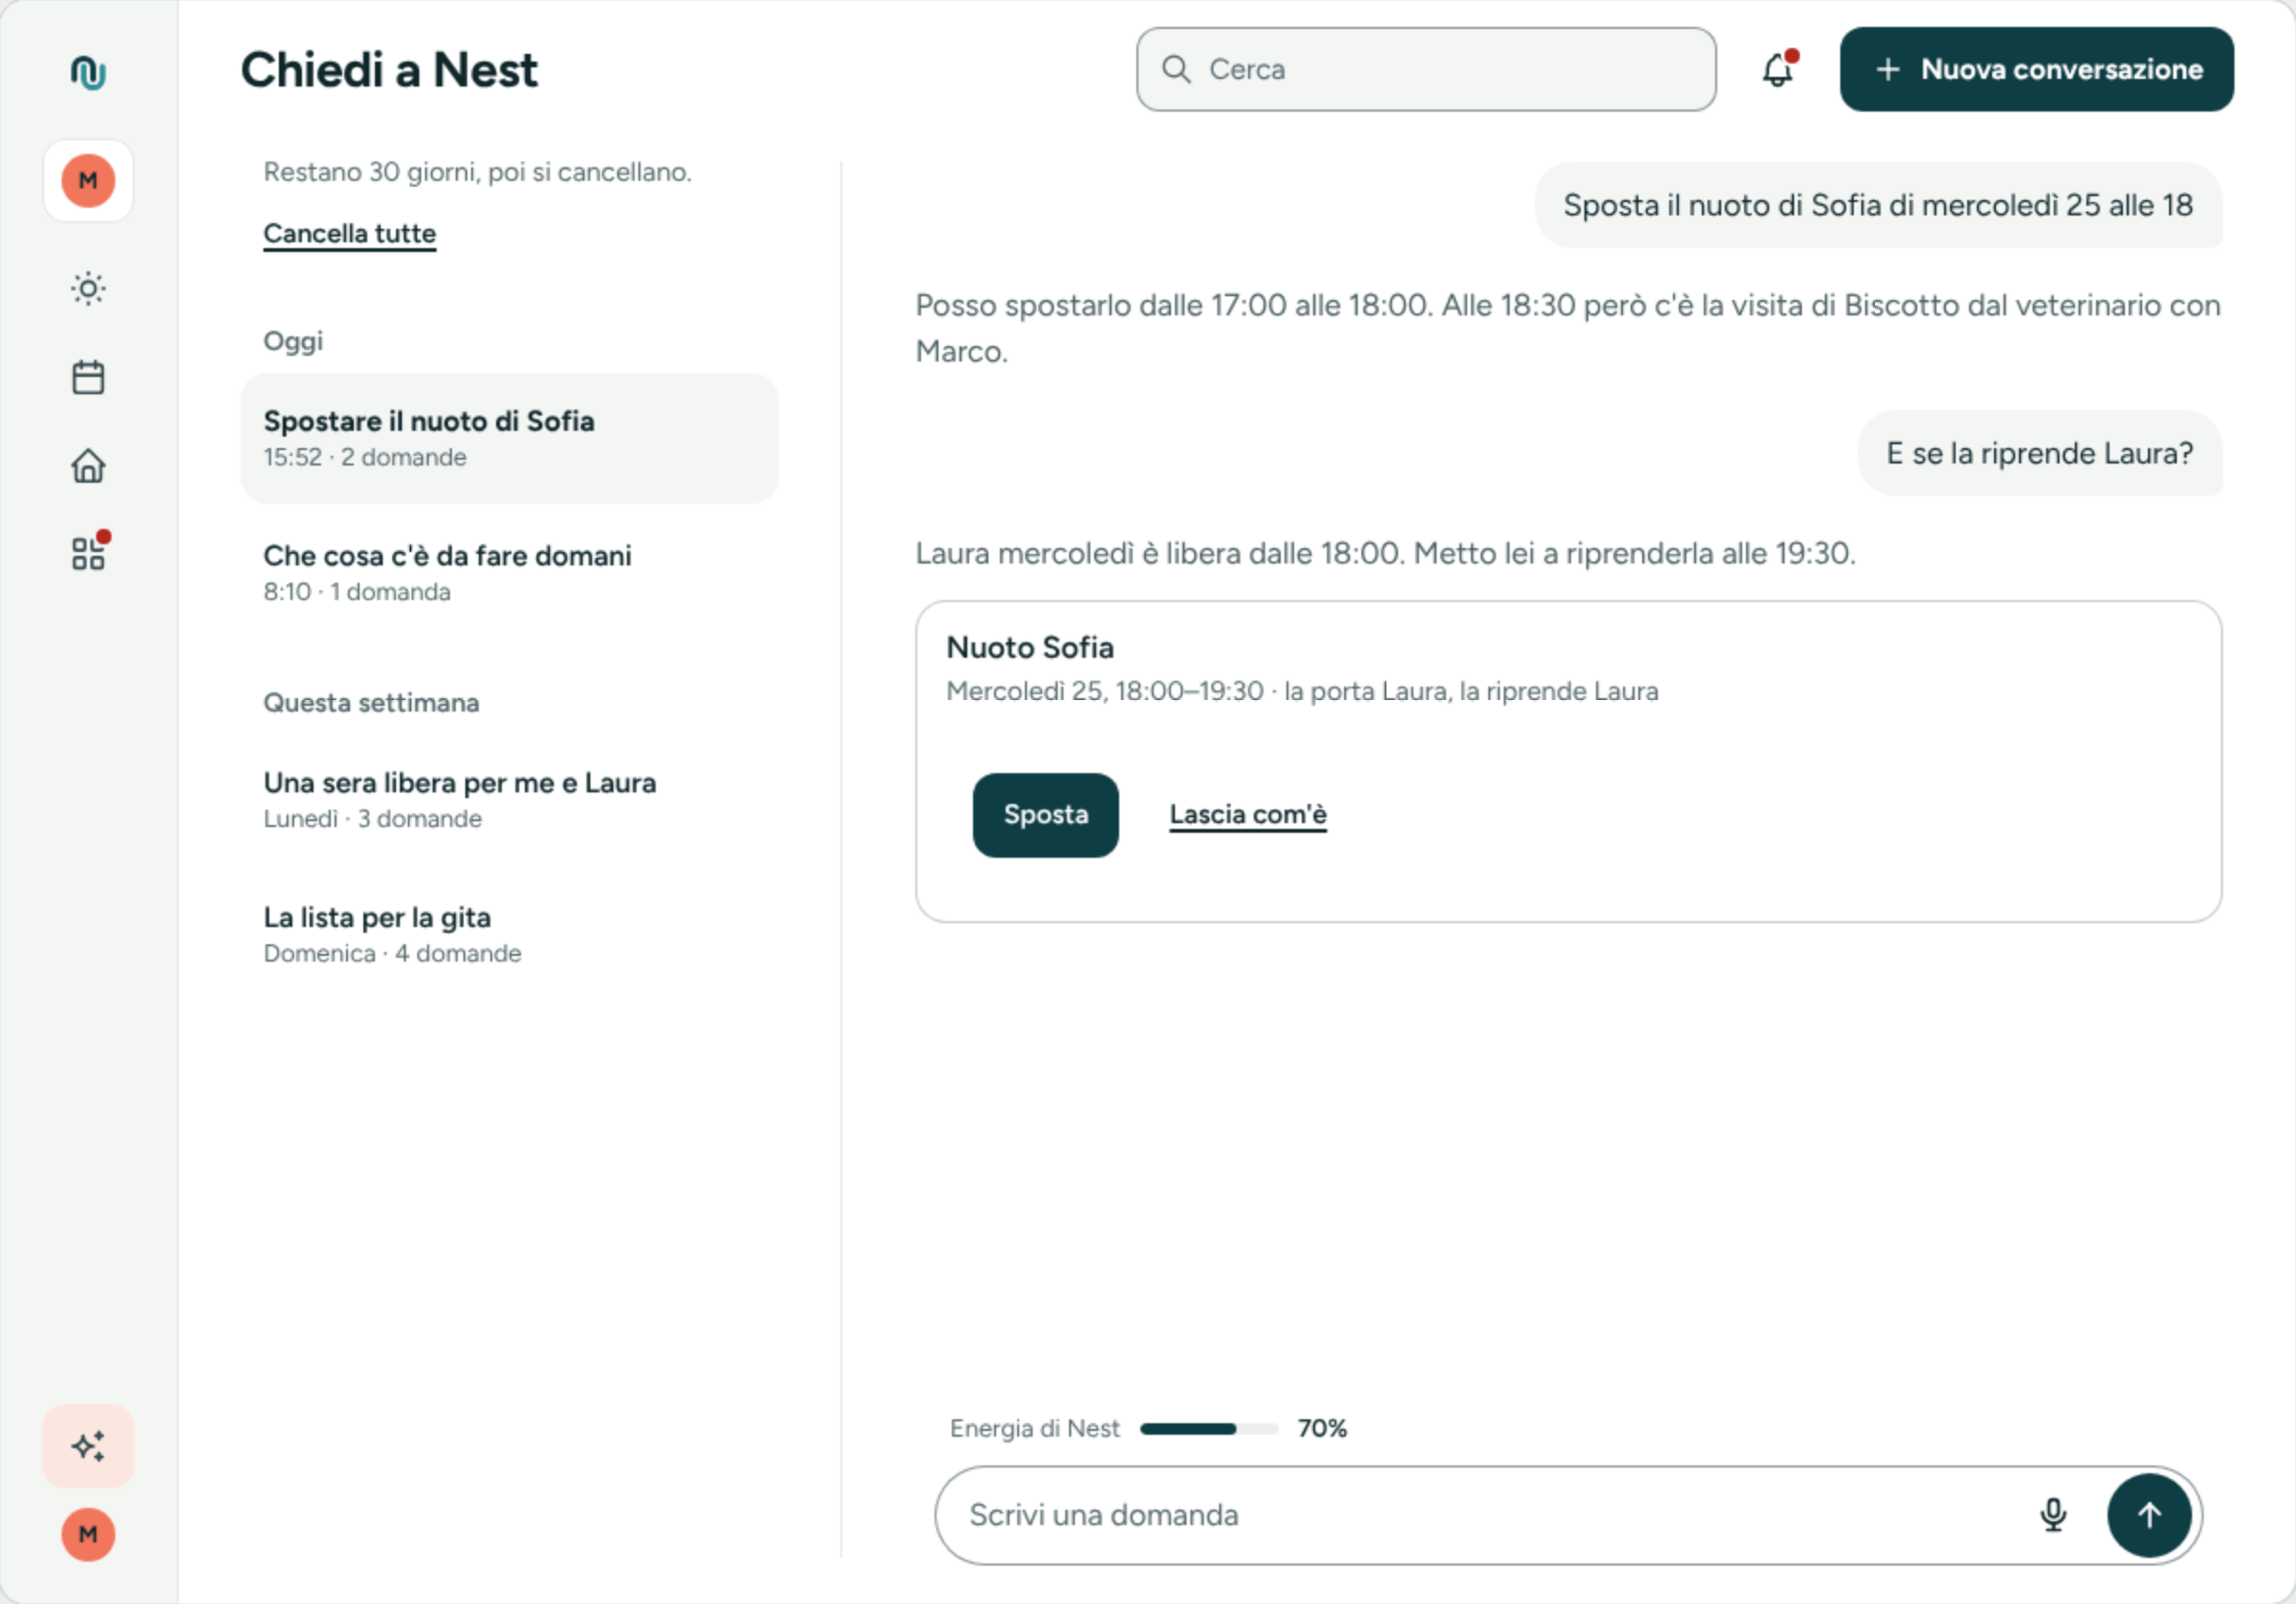 Chiedi a Nest
Cerca
Nuova conversazione
M
Restano 30 giorni, poi si cancellano.
Cancella tutte
Oggi
Spostare il nuoto di Sofia
15:52 · 2 domande
Che cosa c'è da fare domani
8:10 · 1 domanda
Questa settimana
Una sera libera per me e Laura
Lunedì · 3 domande
La lista per la gita
Domenica · 4 domande
Sposta il nuoto di Sofia di mercoledì 25 alle 18
Posso spostarlo dalle 17:00 alle 18:00. Alle 18:30 però c'è la visita di Biscotto dal veterinario con
Marco.
E se la riprende Laura?
Laura mercoledì è libera dalle 18:00. Metto lei a riprenderla alle 19:30.
Nuoto Sofia
Mercoledì 25, 18:00–19:30 · la porta Laura, la riprende Laura
Sposta
Lascia com'è
Energia di Nest 70%
Scrivi una domanda
M